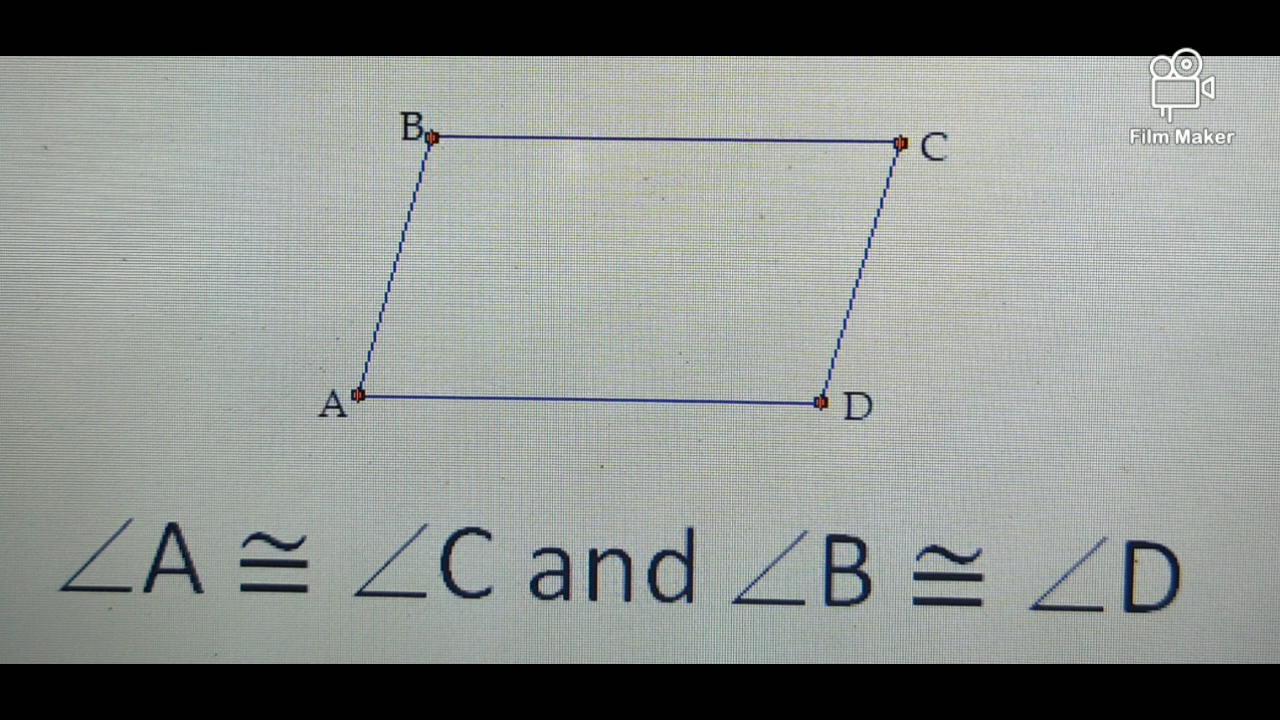 B
C
Film Maker
A
D
∠A ≅ ∠C and ∠B ≅ ∠D